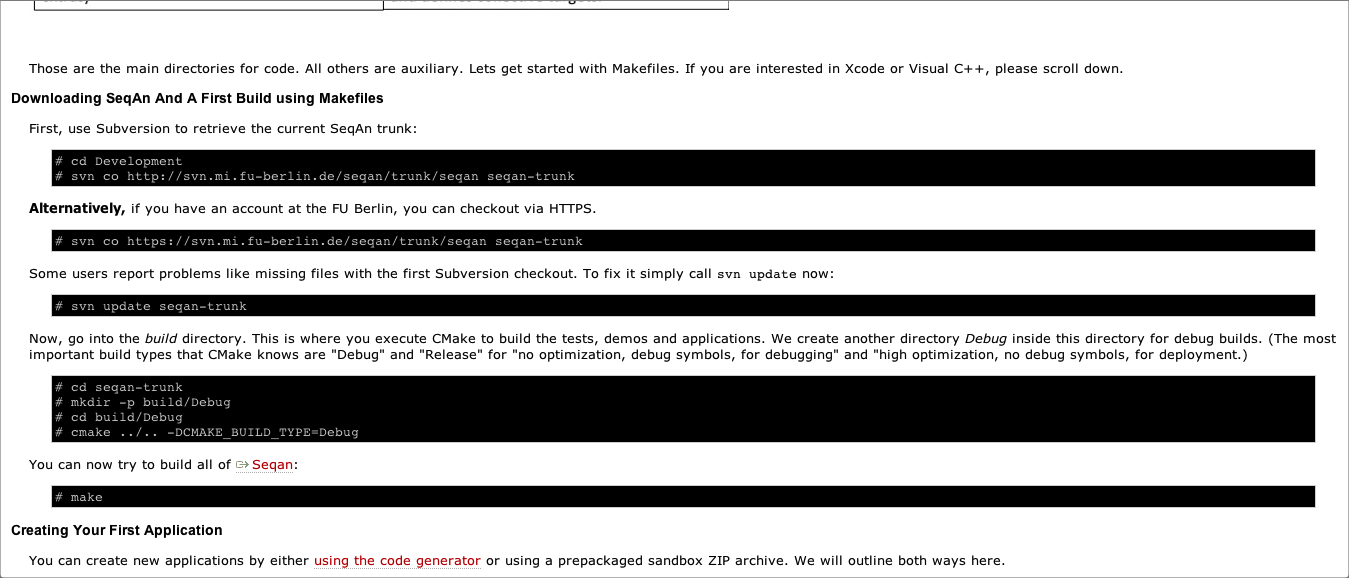 Those are the main directories for code. All others are auxiliary. Lets get started with Makefiles. If you are interested in Xcode or Visual C++, please scroll down.
Downloading SeqAn And A First Build using Makefiles
First, use Subversion to retrieve the current SeqAn trunk:
# cd Development
# svn co http://svn.mi.fu-berlin.de/seqan/trunk/seqan seqan-trunk
Alternatively, if you have an account at the FU Berlin, you can checkout via HTTPS.
# svn co https://svn.mi.fu-berlin.de/seqan/trunk/seqan seqan-trunk
Some users report problems like missing files with the first Subversion checkout. To fix it simply call svn update now:
# svn update seqan-trunk
Now, go into the build directory. This is where you execute CMake to build the tests, demos and applications. We create another directory Debug inside this directory for debug builds. (The most
important build types that CMake knows are "Debug" and "Release" for "no optimization, debug symbols, for debugging" and "high optimization, no debug symbols, for deployment.)
# cd seqan-trunk
# mkdir -p build/Debug
# cd build/Debug
# cmake ../.. -DCMAKE_BUILD_TYPE=Debug
You can now try to build all of Seqan:
# make
Creating Your First Application
You can create new applications by either using the code generator or using a prepackaged sandbox ZIP archive. We will outline both ways here.